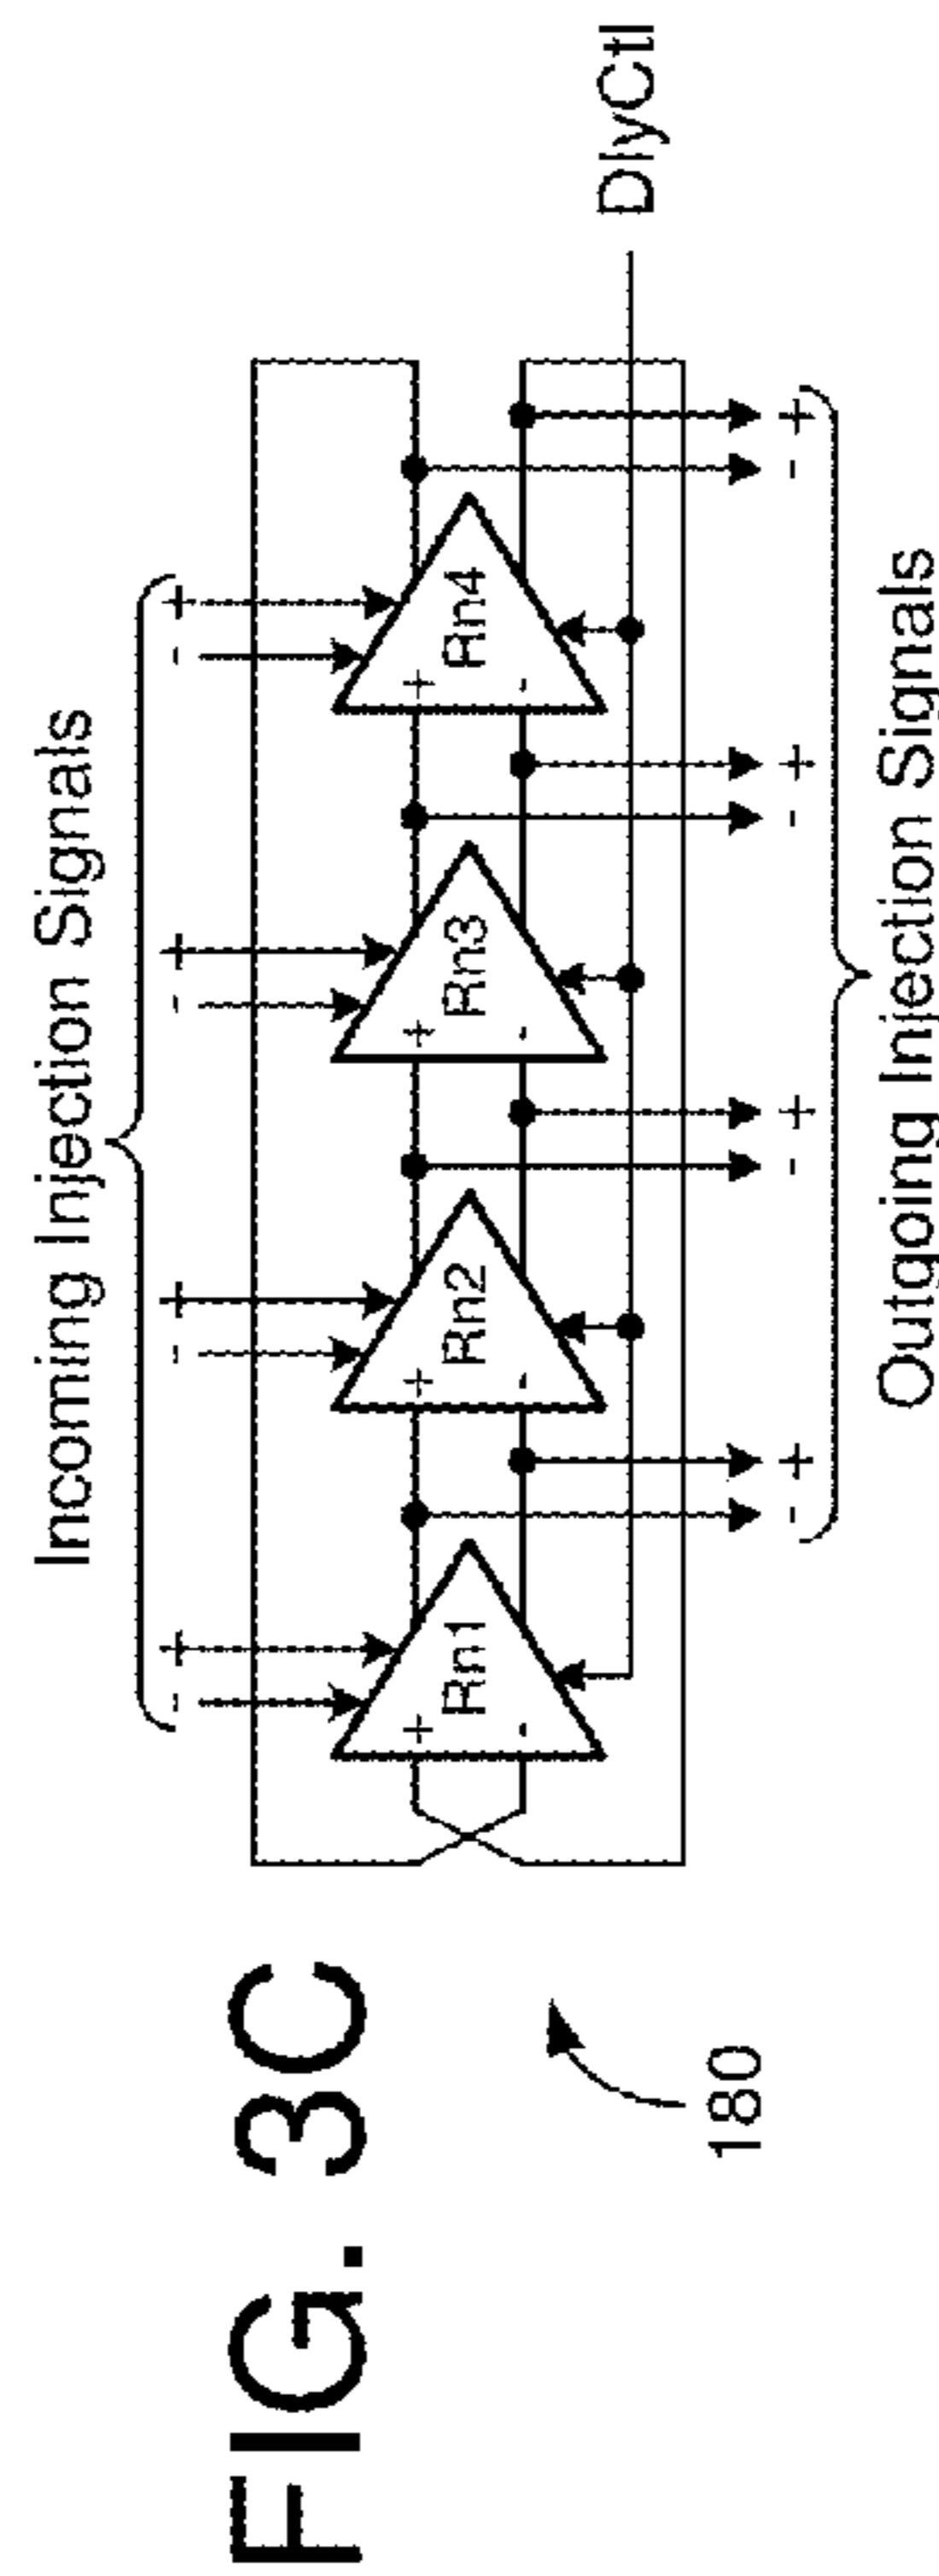 FIG. 3C
180
Incoming Injection Signals
- + - + - + - +
Rn1 Rn2 Rn3 Rn4
+ + + +
- - - -
DlyCtl
- + - + - + - +
Outgoing Injection Signals